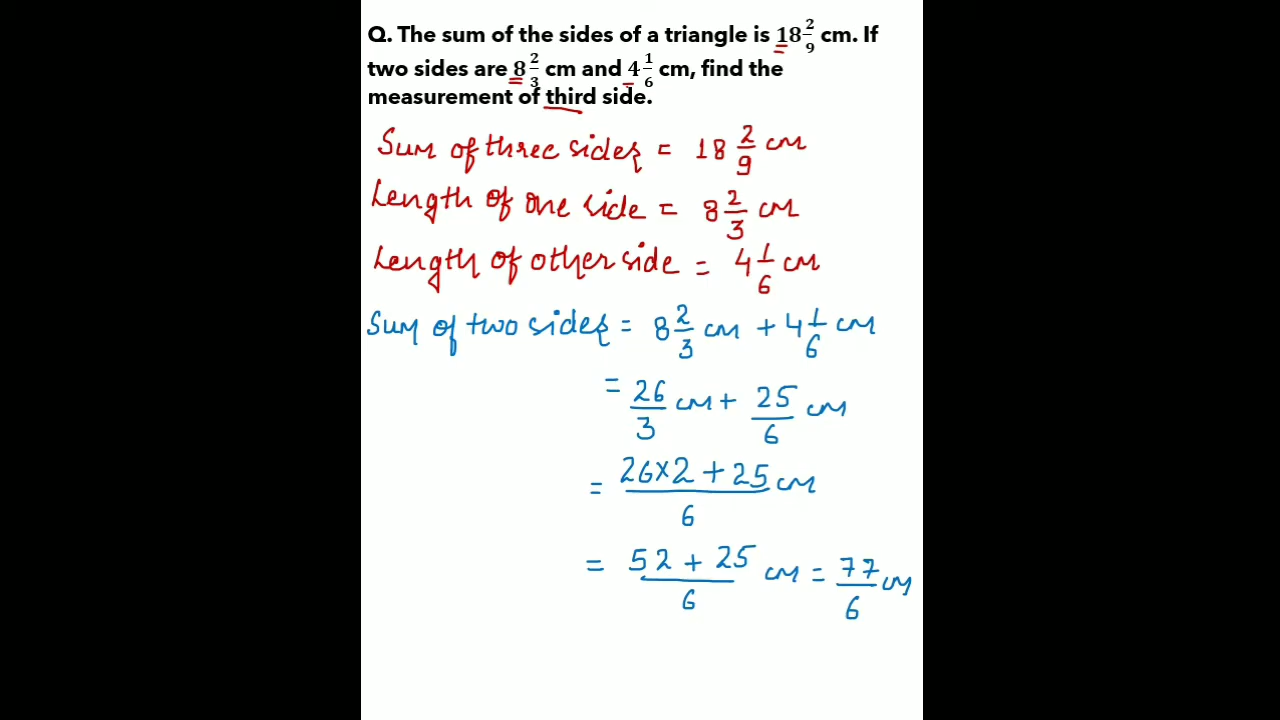 Q. The sum of the sides of a triangle is 18 2/9 cm. If
two sides are 8 2/3 cm and 4 1/6 cm, find the
measurement of third side.
Sum of three sides = 18 2/9 cm
Length of one side = 8 2/3 cm
Length of other side = 4 1/6 cm
Sum of two sides = 8 2/3 cm + 4 1/6 cm
= 26/3 cm + 25/6 cm
= 26×2 + 25/6 cm
= 52 + 25/6 cm = 77/6 cm